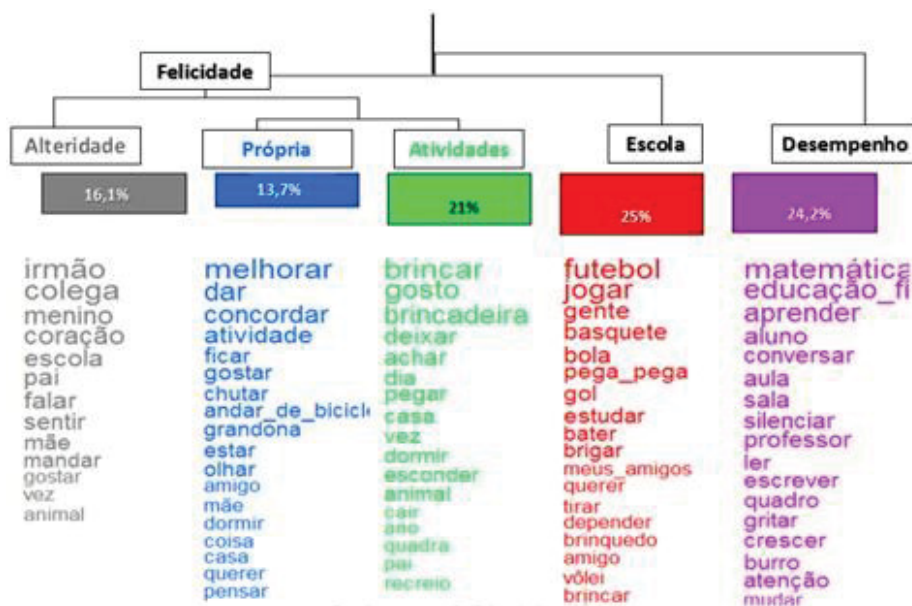 Felicidade
Alteridade
Própria
Atividades
Escola
Desempenho
16,1%
13,7%
21%
25%
24,2%
irmão
colega
menino
coração
escola
pai
falar
sentir
mãe
mandar
gostar
vez
animal
melhorar
dar
concordar
atividade
ficar
gostar
chutar
andar_de_bicicl
grandona
estar
olhar
amigo
mãe
dormir
coisa
casa
querer
pensar
brincar
gosto
brincadeira
deixar
achar
dia
pegar
casa
vez
dormir
esconder
animal
cair
ano
quadra
pai
recreio
futebol
jogar
gente
basquete
bola
pega_pega
gol
estudar
bater
brigar
meus_amigos
querer
tirar
depender
brinquedo
amigo
vôlei
brincar
matemática
educação_fi
aprender
aluno
conversar
aula
sala
silenciar
professor
ler
escrever
quadro
gritar
crescer
burro
atenção
mudar